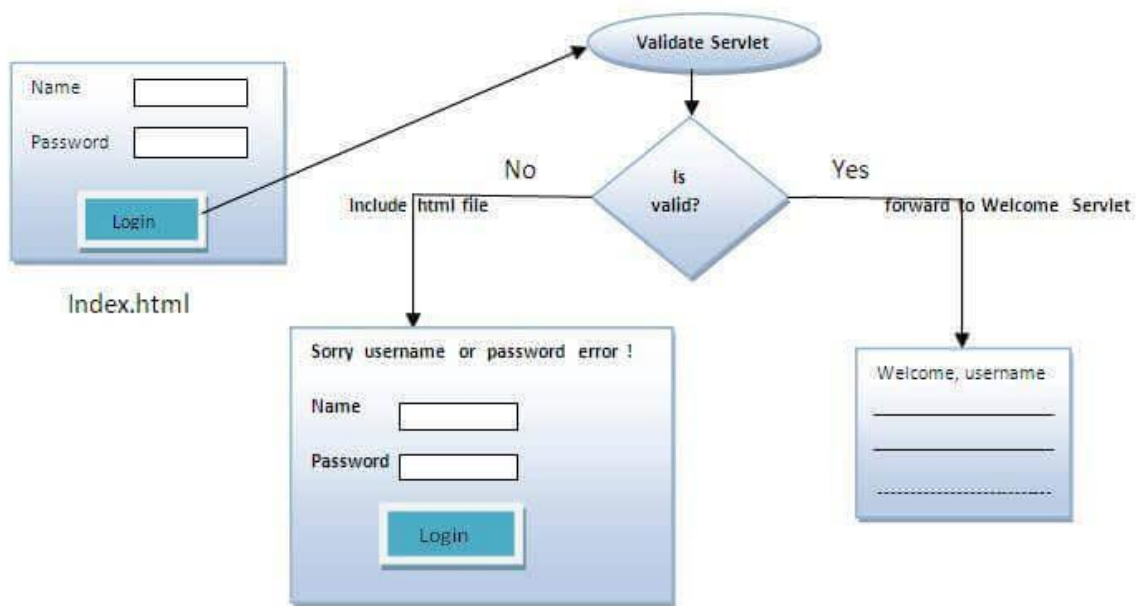 Validate Servlet
Name
Password
Login
Index.html
Is
valid?
No
Include html file
Yes
forward to Welcome Servlet
Sorry username or password error !
Name
Password
Login
Welcome, username